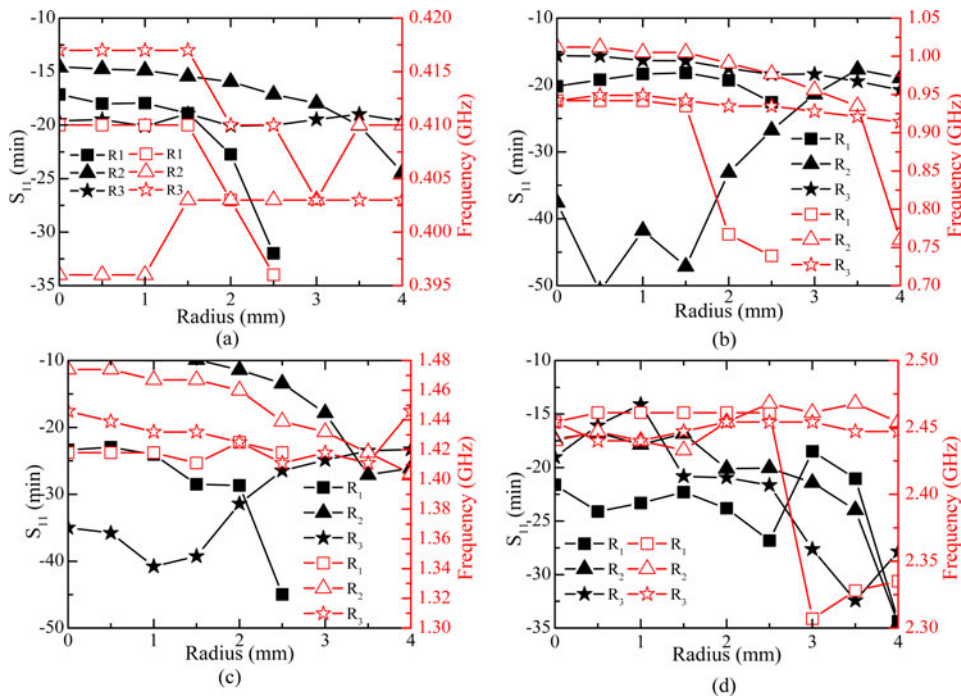 -10 0.420 -10 1.05
-15 0.415 1.00
-20 0.95
-20 0.410 -30 0.90
0.405 0.85
-25 0.80
0.400 -40
-30 0.75
-35 0.395 -50 0.70
S11 (min)
Frequency (GHz)
R1 R1
R2 R2
R3 R3
0 1 2 3 4
Radius (mm)
(a)
S11 (min)
Frequency (GHz)
R1
R2
R3
R1
R2
R3
0 1 2 3 4
Radius (mm)
(b)
-10 1.48
1.46
-20 1.44
1.42
-30 1.40
1.38
-40 1.36
1.34
1.32
-50 1.30
S11 (min)
Frequency (GHz)
R1
R2
R3
R1
R2
R3
0 1 2 3 4
Radius (mm)
(c)
-10 2.50
-15 2.45
-20
2.40
-25
-30 2.35
-35 2.30
S11 (min)
Frequency (GHz)
R1 R1
R2 R2
R3 R3
0 1 2 3 4
Radius (mm)
(d)